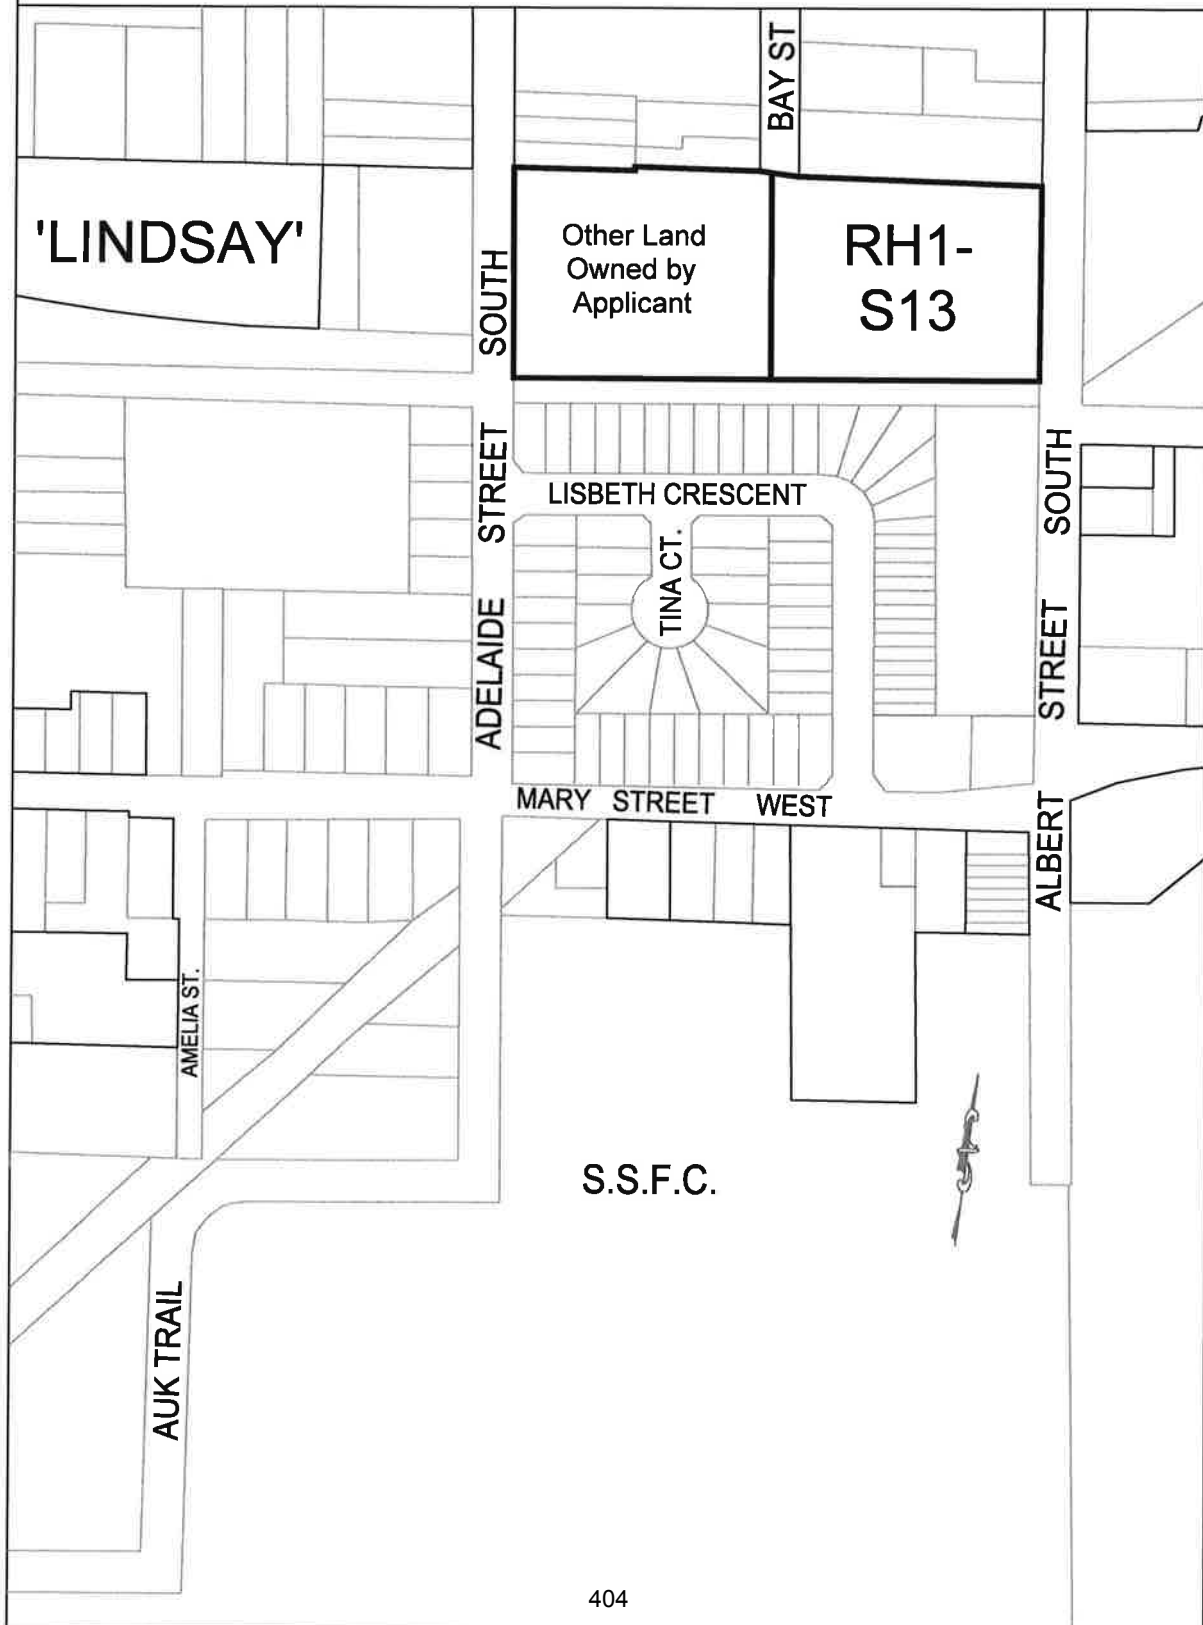 BAY ST
'LINDSAY'
Other Land
Owned by
Applicant
RH1-
S13
ADELAIDE STREET SOUTH
LISBETH CRESCENT
TINA CT.
ALBERT STREET SOUTH
MARY STREET WEST
AMELIA ST.
S.S.F.C.
AUK TRAIL
404